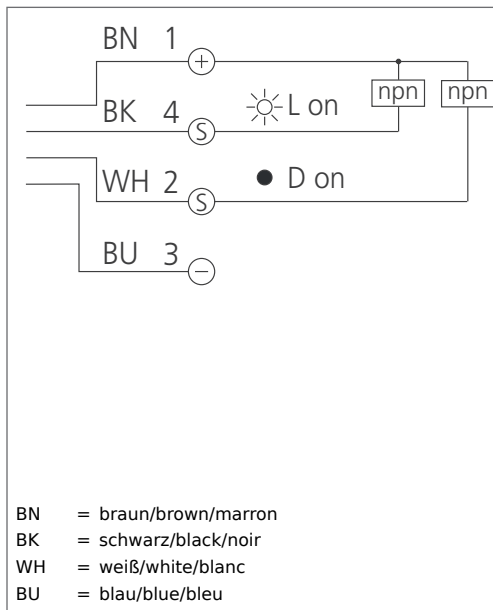 BN 1
+
npn npn
BK 4
S
L on
WH 2
S
D on
BU 3
−
BN = braun/brown/marron
BK = schwarz/black/noir
WH = weiß/white/blanc
BU = blau/blue/bleu